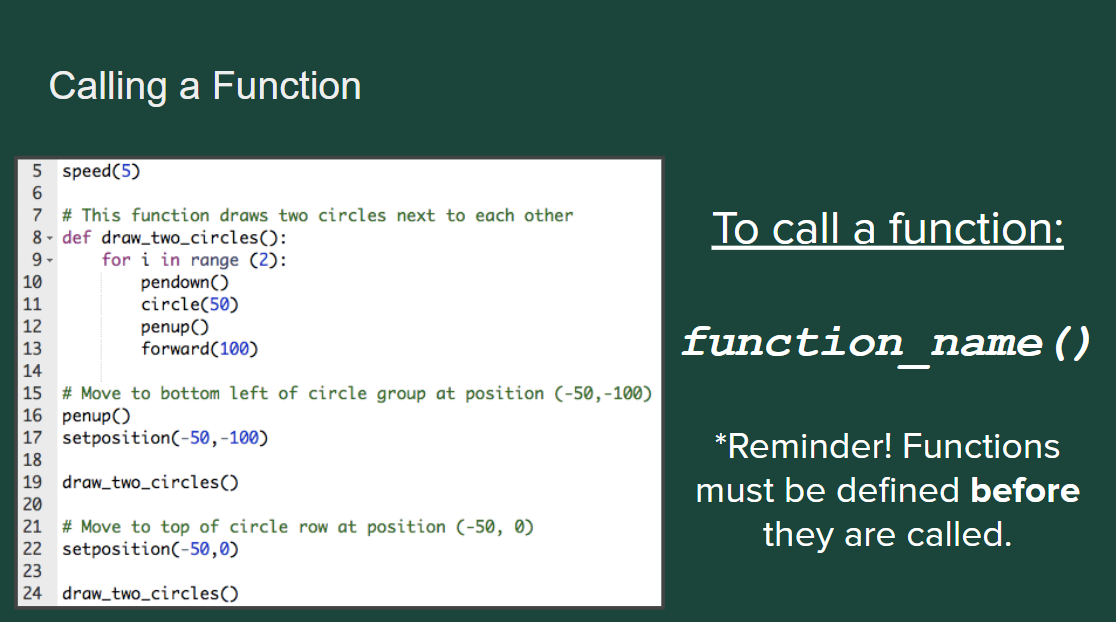 Calling a Function
5 speed(5)
6
7 # This function draws two circles next to each other
8 def draw_two_circles():
9     for i in range (2):
10         pendown()
11         circle(50)
12         penup()
13         forward(100)
14
15 # Move to bottom left of circle group at position (-50,-100)
16 penup()
17 setposition(-50,-100)
18
19 draw_two_circles()
20
21 # Move to top of circle row at position (-50, 0)
22 setposition(-50,0)
23
24 draw_two_circles()
To call a function:
function_name()
*Reminder! Functions
must be defined before
they are called.